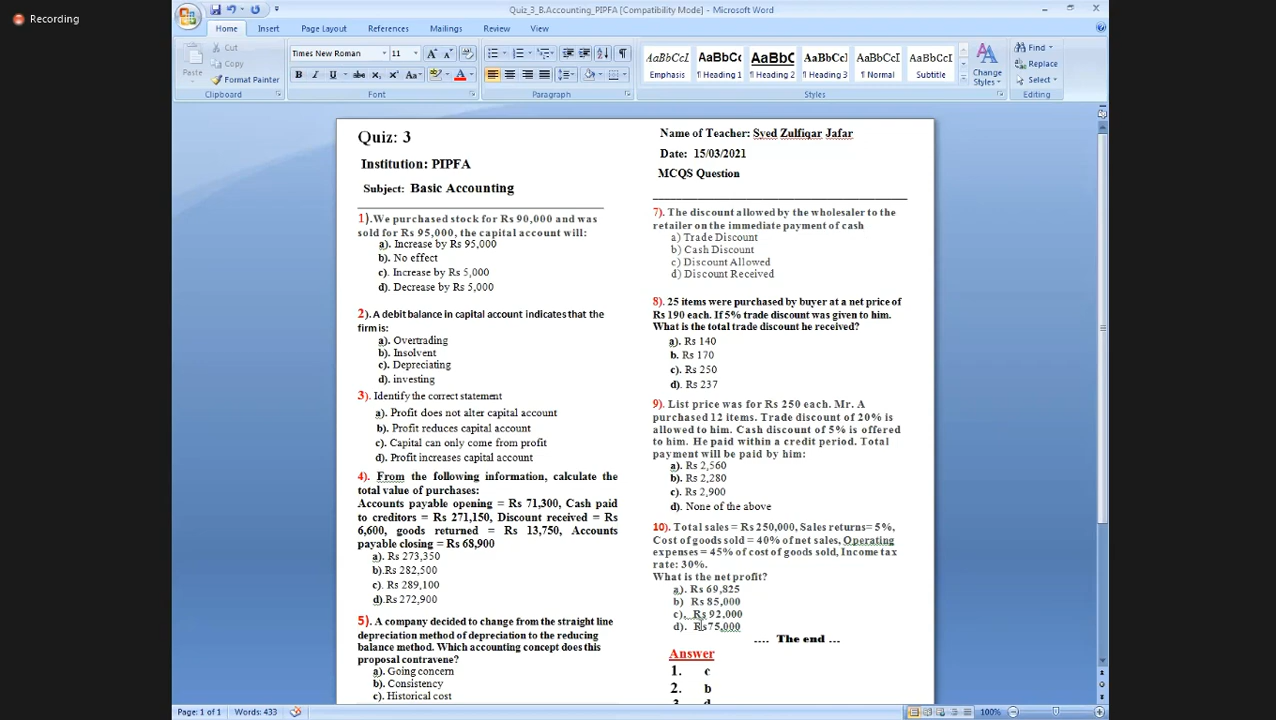 Recording
Quiz_3_B.Accounting_PIPFA [Compatibility Mode] - Microsoft Word
Home Insert Page Layout References Mailings Review View
Paste
Cut
Copy
Format Painter
Clipboard
Times New Roman 11
Font
Paragraph
AaBbCcI AaBbCc AaBbCc AaBbCcI AaBbCcI AaBbCcI
Emphasis ¶ Heading 1 ¶ Heading 2 ¶ Heading 3 ¶ Normal Subtitle
Change
Styles
Styles
Find
Replace
Select
Editing
Quiz: 3
Institution: PIPFA
Subject: Basic Accounting
1).We purchased stock for Rs 90,000 and was
sold for Rs 95,000, the capital account will:
a). Increase by Rs 95,000
b). No effect
c). Increase by Rs 5,000
d). Decrease by Rs 5,000
2). A debit balance in capital account indicates that the
firm is:
a). Overtrading
b). Insolvent
c). Depreciating
d). investing
3). Identify the correct statement
a). Profit does not alter capital account
b). Profit reduces capital account
c). Capital can only come from profit
d). Profit increases capital account
4). From the following information, calculate the
total value of purchases:
Accounts payable opening = Rs 71,300, Cash paid
to creditors = Rs 271,150, Discount received = Rs
6,600, goods returned = Rs 13,750, Accounts
payable closing = Rs 68,900
a). Rs 273,350
b).Rs 282,500
c). Rs 289,100
d).Rs 272,900
5). A company decided to change from the straight line
depreciation method of depreciation to the reducing
balance method. Which accounting concept does this
proposal contravene?
a). Going concern
b). Consistency
c). Historical cost
Name of Teacher: Syed Zulfiqar Jafar
Date: 15/03/2021
MCQS Question
7). The discount allowed by the wholesaler to the
retailer on the immediate payment of cash
a) Trade Discount
b) Cash Discount
c) Discount Allowed
d) Discount Received
8). 25 items were purchased by buyer at a net price of
Rs 190 each. If 5% trade discount was given to him.
What is the total trade discount he received?
a). Rs 140
b. Rs 170
c). Rs 250
d). Rs 237
9). List price was for Rs 250 each. Mr. A
purchased 12 items. Trade discount of 20% is
allowed to him. Cash discount of 5% is offered
to him. He paid within a credit period. Total
payment will be paid by him:
a). Rs 2,560
b). Rs 2,280
c). Rs 2,900
d). None of the above
10). Total sales = Rs 250,000, Sales returns= 5%,
Cost of goods sold = 40% of net sales, Operating
expenses = 45% of cost of goods sold, Income tax
rate: 30%.
What is the net profit?
a). Rs 69,825
b) Rs 85,000
c), Rs 92,000
d). Rs75,000
.... The end ...
Answer
1. c
2. b
3. d
Page: 1 of 1 Words: 433 100%